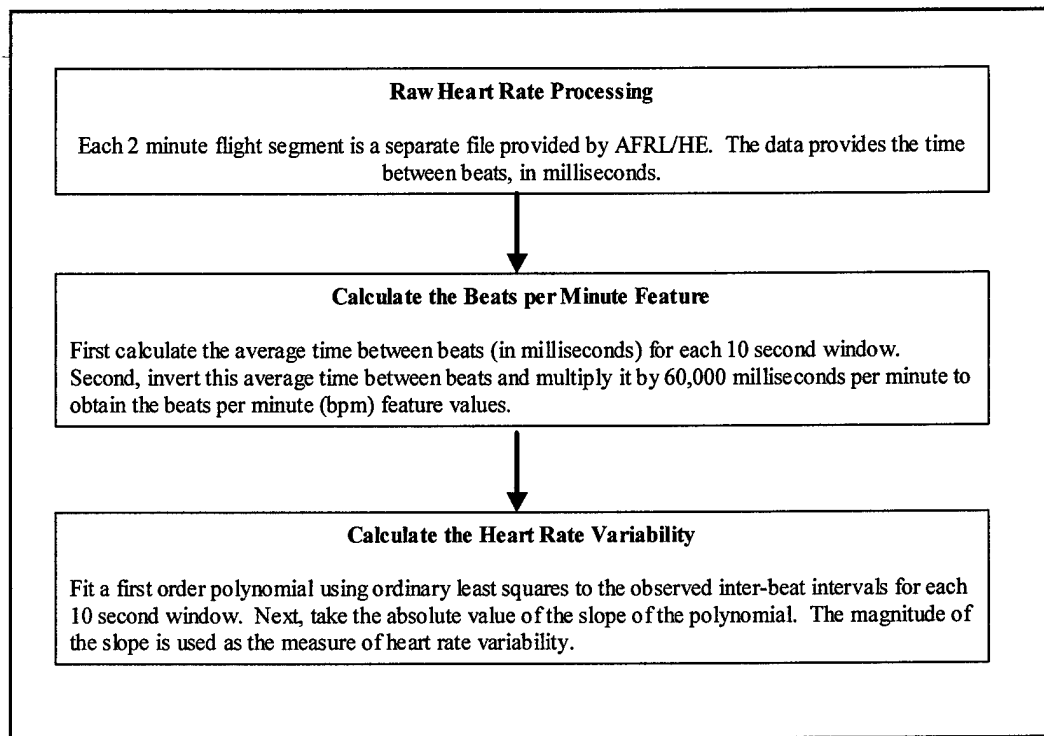 Raw Heart Rate Processing
Each 2 minute flight segment is a separate file provided by AFRL/HE. The data provides the time
between beats, in milliseconds.
Calculate the Beats per Minute Feature
First calculate the average time between beats (in milliseconds) for each 10 second window.
Second, invert this average time between beats and multiply it by 60,000 milliseconds per minute to
obtain the beats per minute (bpm) feature values.
Calculate the Heart Rate Variability
Fit a first order polynomial using ordinary least squares to the observed inter-beat intervals for each
10 second window. Next, take the absolute value of the slope of the polynomial. The magnitude of
the slope is used as the measure of heart rate variability.